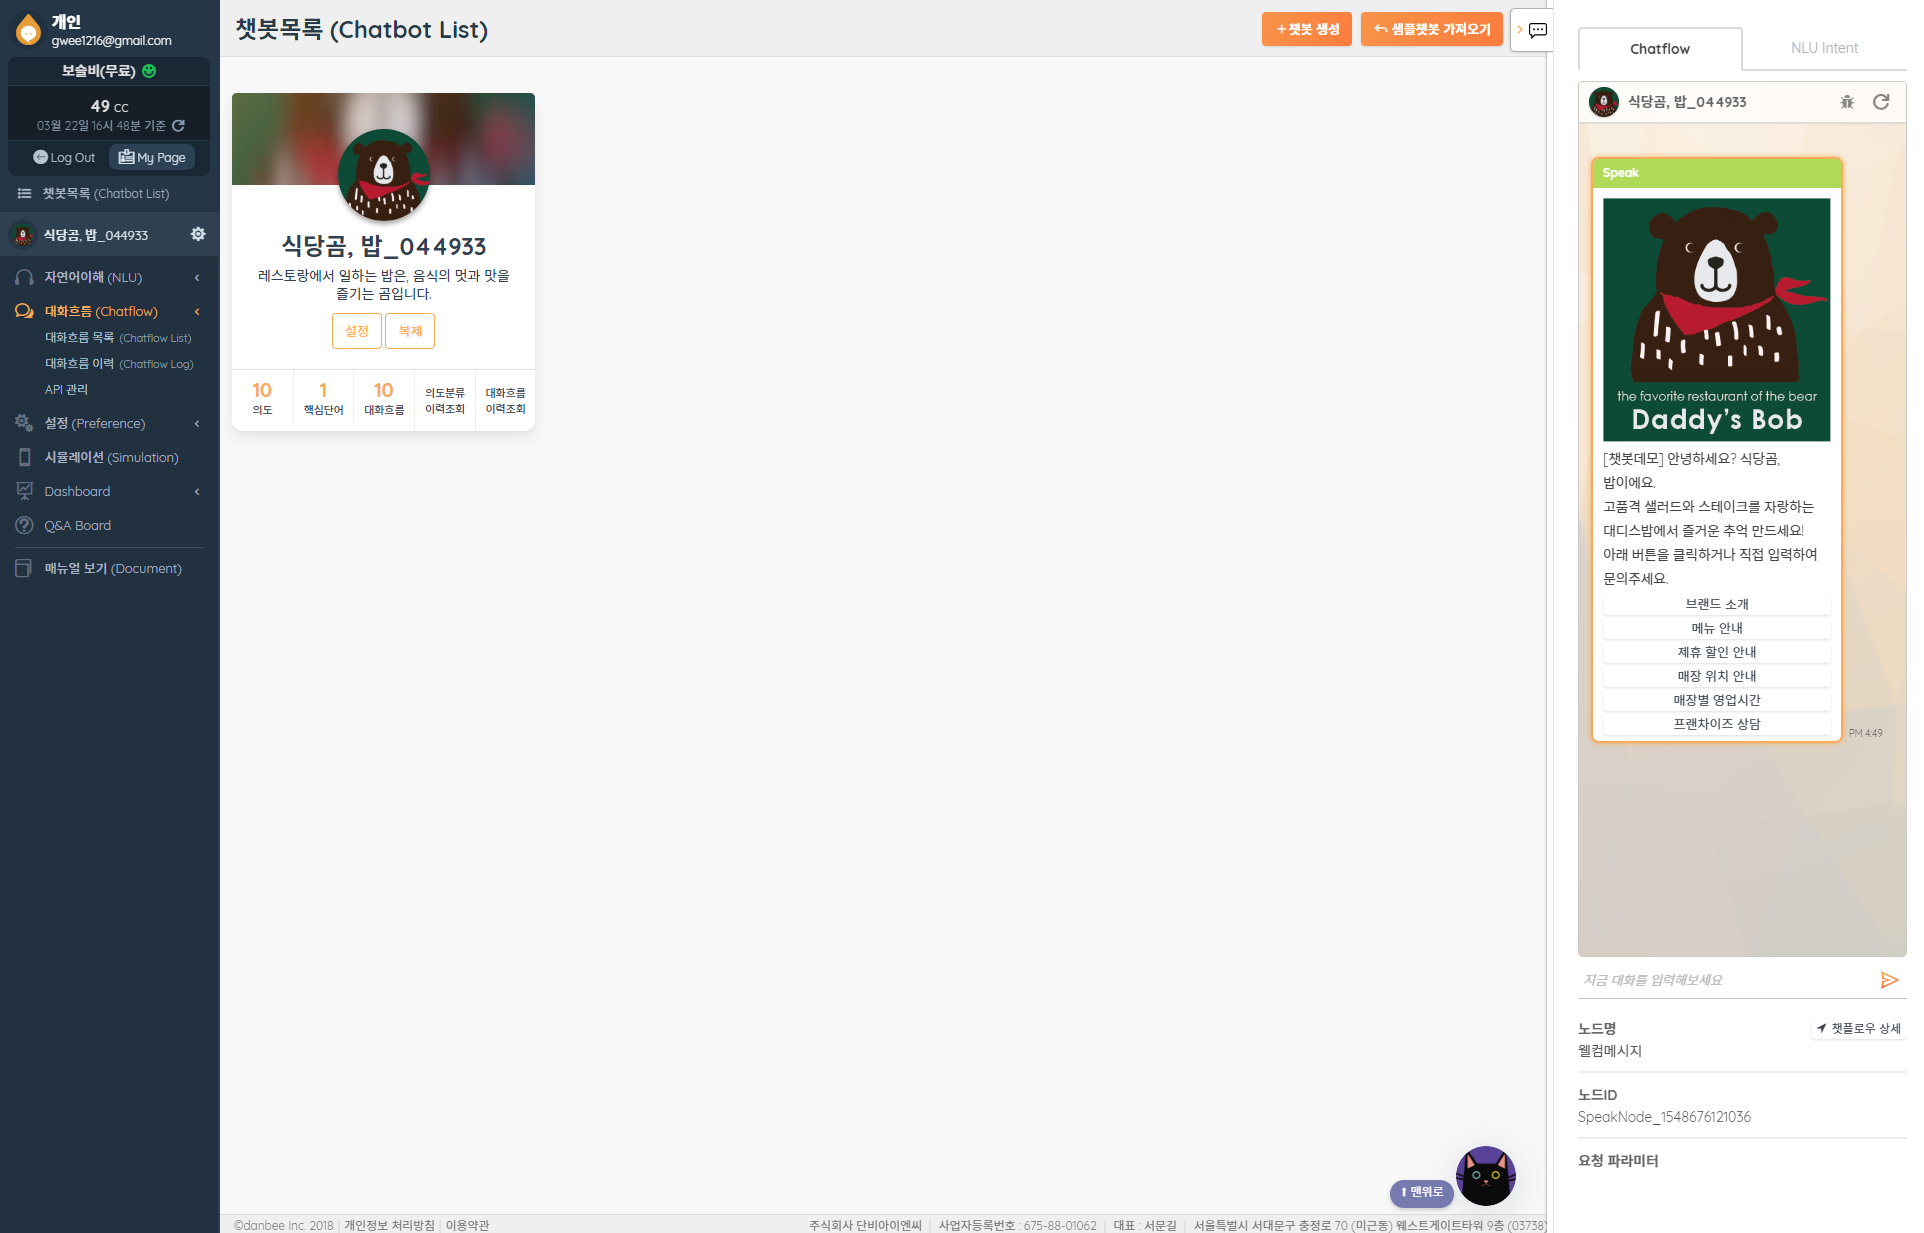 개인
gwee1216@gmail.com
보슬비(무료)
49 CC
03월 22일 16시 48분 기준
Log Out
My Page
챗봇목록 (Chatbot List)
식당곰, 밥_044933
자연어이해 (NLU)
대화흐름 (Chatflow)
대화흐름 목록 (Chatflow List)
대화흐름 이력 (Chatflow Log)
API 관리
설정 (Preference)
시뮬레이션 (Simulation)
Dashboard
Q&A Board
매뉴얼 보기 (Document)
챗봇목록 (Chatbot List)
+챗봇 생성
샘플챗봇 가져오기
식당곰, 밥_044933
레스토랑에서 일하는 밥은, 음식의 멋과 맛을
즐기는 곰입니다.
설정
복제
10
의도
1
핵심단어
10
대화흐름
의도분류
이력조회
대화흐름
이력조회
맨위로
©danbee Inc. 2018 | 개인정보 처리방침 | 이용약관
주식회사 단비아이엔씨 | 사업자등록번호 : 675-88-01062 | 대표 : 서문길 | 서울특별시 서대문구 충정로 70 (미근동) 웨스트게이트타워 9층 (03738)
Chatflow
NLU Intent
식당곰, 밥_044933
Speak
the favorite restaurant of the bear
Daddy's Bob
[챗봇데모] 안녕하세요? 식당곰,
밥이에요.
고품격 샐러드와 스테이크를 자랑하는
대디스밥에서 즐거운 추억 만드세요!
아래 버튼을 클릭하거나 직접 입력하여
문의주세요.
브랜드 소개
메뉴 안내
제휴 할인 안내
매장 위치 안내
매장별 영업시간
프랜차이즈 상담
PM 4:49
지금 대화를 입력해보세요
노드명
챗플로우 상세
웰컴메시지
노드ID
SpeakNode_1548676121036
요청 파라미터